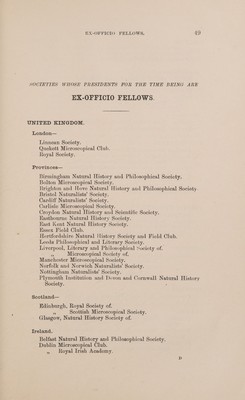 EX-OFFICIO FELLOWS. 69
SOCIETIES WHOSE PRESIDENTS FOR THE TIME BEING ARE
EX-OFFICIO FELLOWS.
UNITED KINGDOM.
London—
Linnean Society.
Quekett Microscopical Club.
Royal Society.
Provinces—
Birmingham Natural History and Philosophical Society.
Bolton Microscopical Society.
Brighton and Hove Natural History and Philosophical Society.
Bristol Naturalists' Society.
Cardiff Naturalists' Society.
Carlisle Microscopical Society.
Croydon Natural History and Scientific Society.
Eastbourne Natural History Society.
East Kent Natural History Society.
Essex Field Club.
Hertfordshire Natural History Society and Field Club.
Leeds Philosophical and Literary Society.
Liverpool, Literary and Philosophical Society of.
„ Microscopical Society of.
Manchester Microscopical Society.
Norfolk and Norwich Naturalists' Society.
Nottingham Naturalists' Society.
Plymouth Institution and Devon and Cornwall Natural History
Society.
Scotland—
Edinburgh, Royal Society of.
„ Scottish Microscopical Society.
Glasgow, Natural History Society of.
Ireland.
Belfast Natural History and Philosophical Society.
Dublin Microscopical Club.
„ Royal Irish Academy.
D